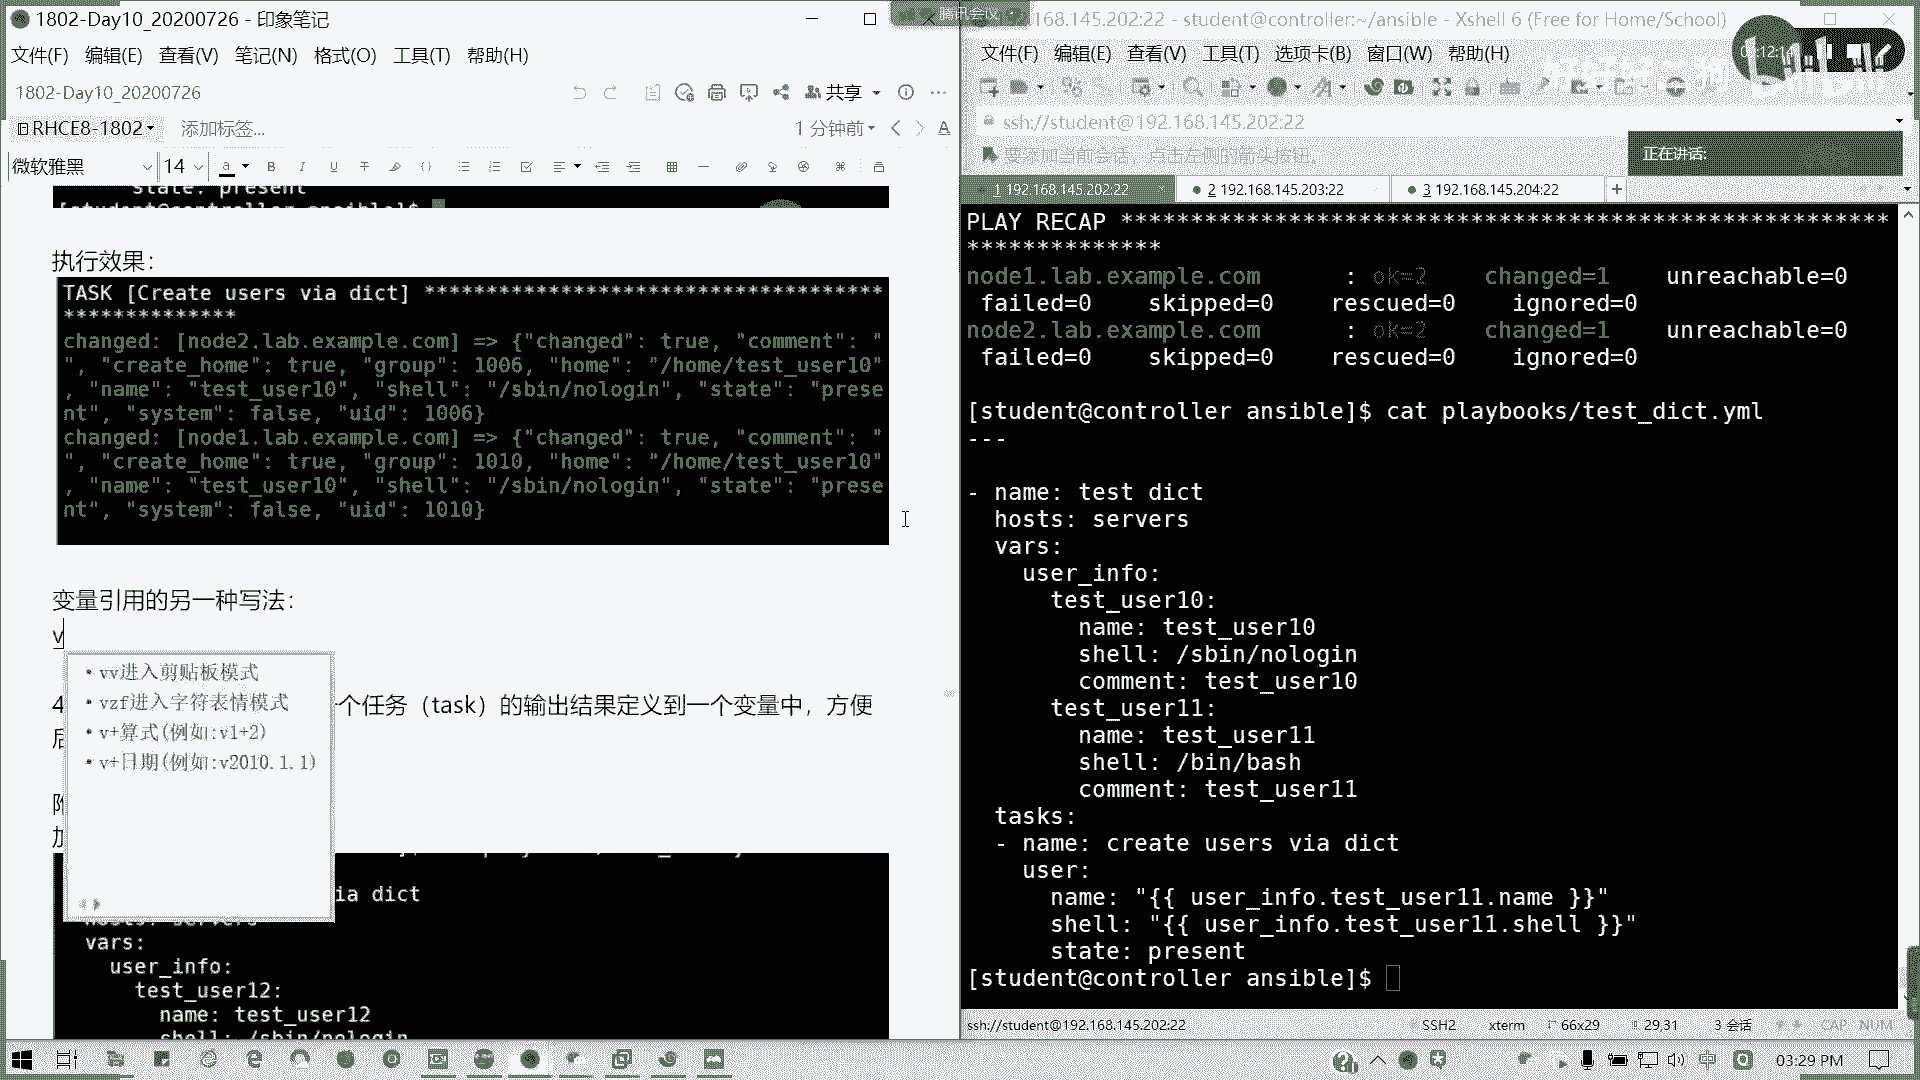 1802-Day10_20200726 - 印象笔记
文件(F) 编辑(E) 查看(V) 笔记(N) 格式(O) 工具(T) 帮助(H)
1802-Day10_20200726
共享
RHCE8-1802
添加标签...
1 分钟前
微软雅黑
14
state: present
[student@controller ansible]$
执行效果：
TASK [Create users via dict] *************************************
**************
changed: [node2.lab.example.com] => {"changed": true, "comment": "
", "create_home": true, "group": 1006, "home": "/home/test_user10"
, "name": "test_user10", "shell": "/sbin/nologin", "state": "prese
nt", "system": false, "uid": 1006}
changed: [node1.lab.example.com] => {"changed": true, "comment": "
", "create_home": true, "group": 1010, "home": "/home/test_user10"
, "name": "test_user10", "shell": "/sbin/nologin", "state": "prese
nt", "system": false, "uid": 1010}
变量引用的另一种写法：
v
• vv进入剪贴板模式
• vzf进入字符表情模式
• v+算式(例如:v1+2)
• v+日期(例如:v2010.1.1)
个任务（task）的输出结果定义到一个变量中，方便
ia dict
vars:
user_info:
test_user12:
name: test_user12
shell: /sbin/nologin
腾讯会议
168.145.202:22 - student@controller:~/ansible - Xshell 6 (Free for Home/School)
文件(F) 编辑(E) 查看(V) 工具(T) 选项卡(B) 窗口(W) 帮助(H)
ssh://student@192.168.145.202:22
要添加当前会话，点击左侧的箭头按钮。
正在讲话:
1 192.168.145.202:22
2 192.168.145.203:22
3 192.168.145.204:22
PLAY RECAP *******************************************************
**************
node1.lab.example.com : ok=2 changed=1 unreachable=0
failed=0 skipped=0 rescued=0 ignored=0
node2.lab.example.com : ok=2 changed=1 unreachable=0
failed=0 skipped=0 rescued=0 ignored=0
[student@controller ansible]$ cat playbooks/test_dict.yml
---
- name: test dict
hosts: servers
vars:
user_info:
test_user10:
name: test_user10
shell: /sbin/nologin
comment: test_user10
test_user11:
name: test_user11
shell: /bin/bash
comment: test_user11
tasks:
- name: create users via dict
user:
name: "{{ user_info.test_user11.name }}"
shell: "{{ user_info.test_user11.shell }}"
state: present
[student@controller ansible]$
ssh://student@192.168.145.202:22
SSH2 xterm 66x29 29,31 3 会话 CAP NUM
中 03:29 PM